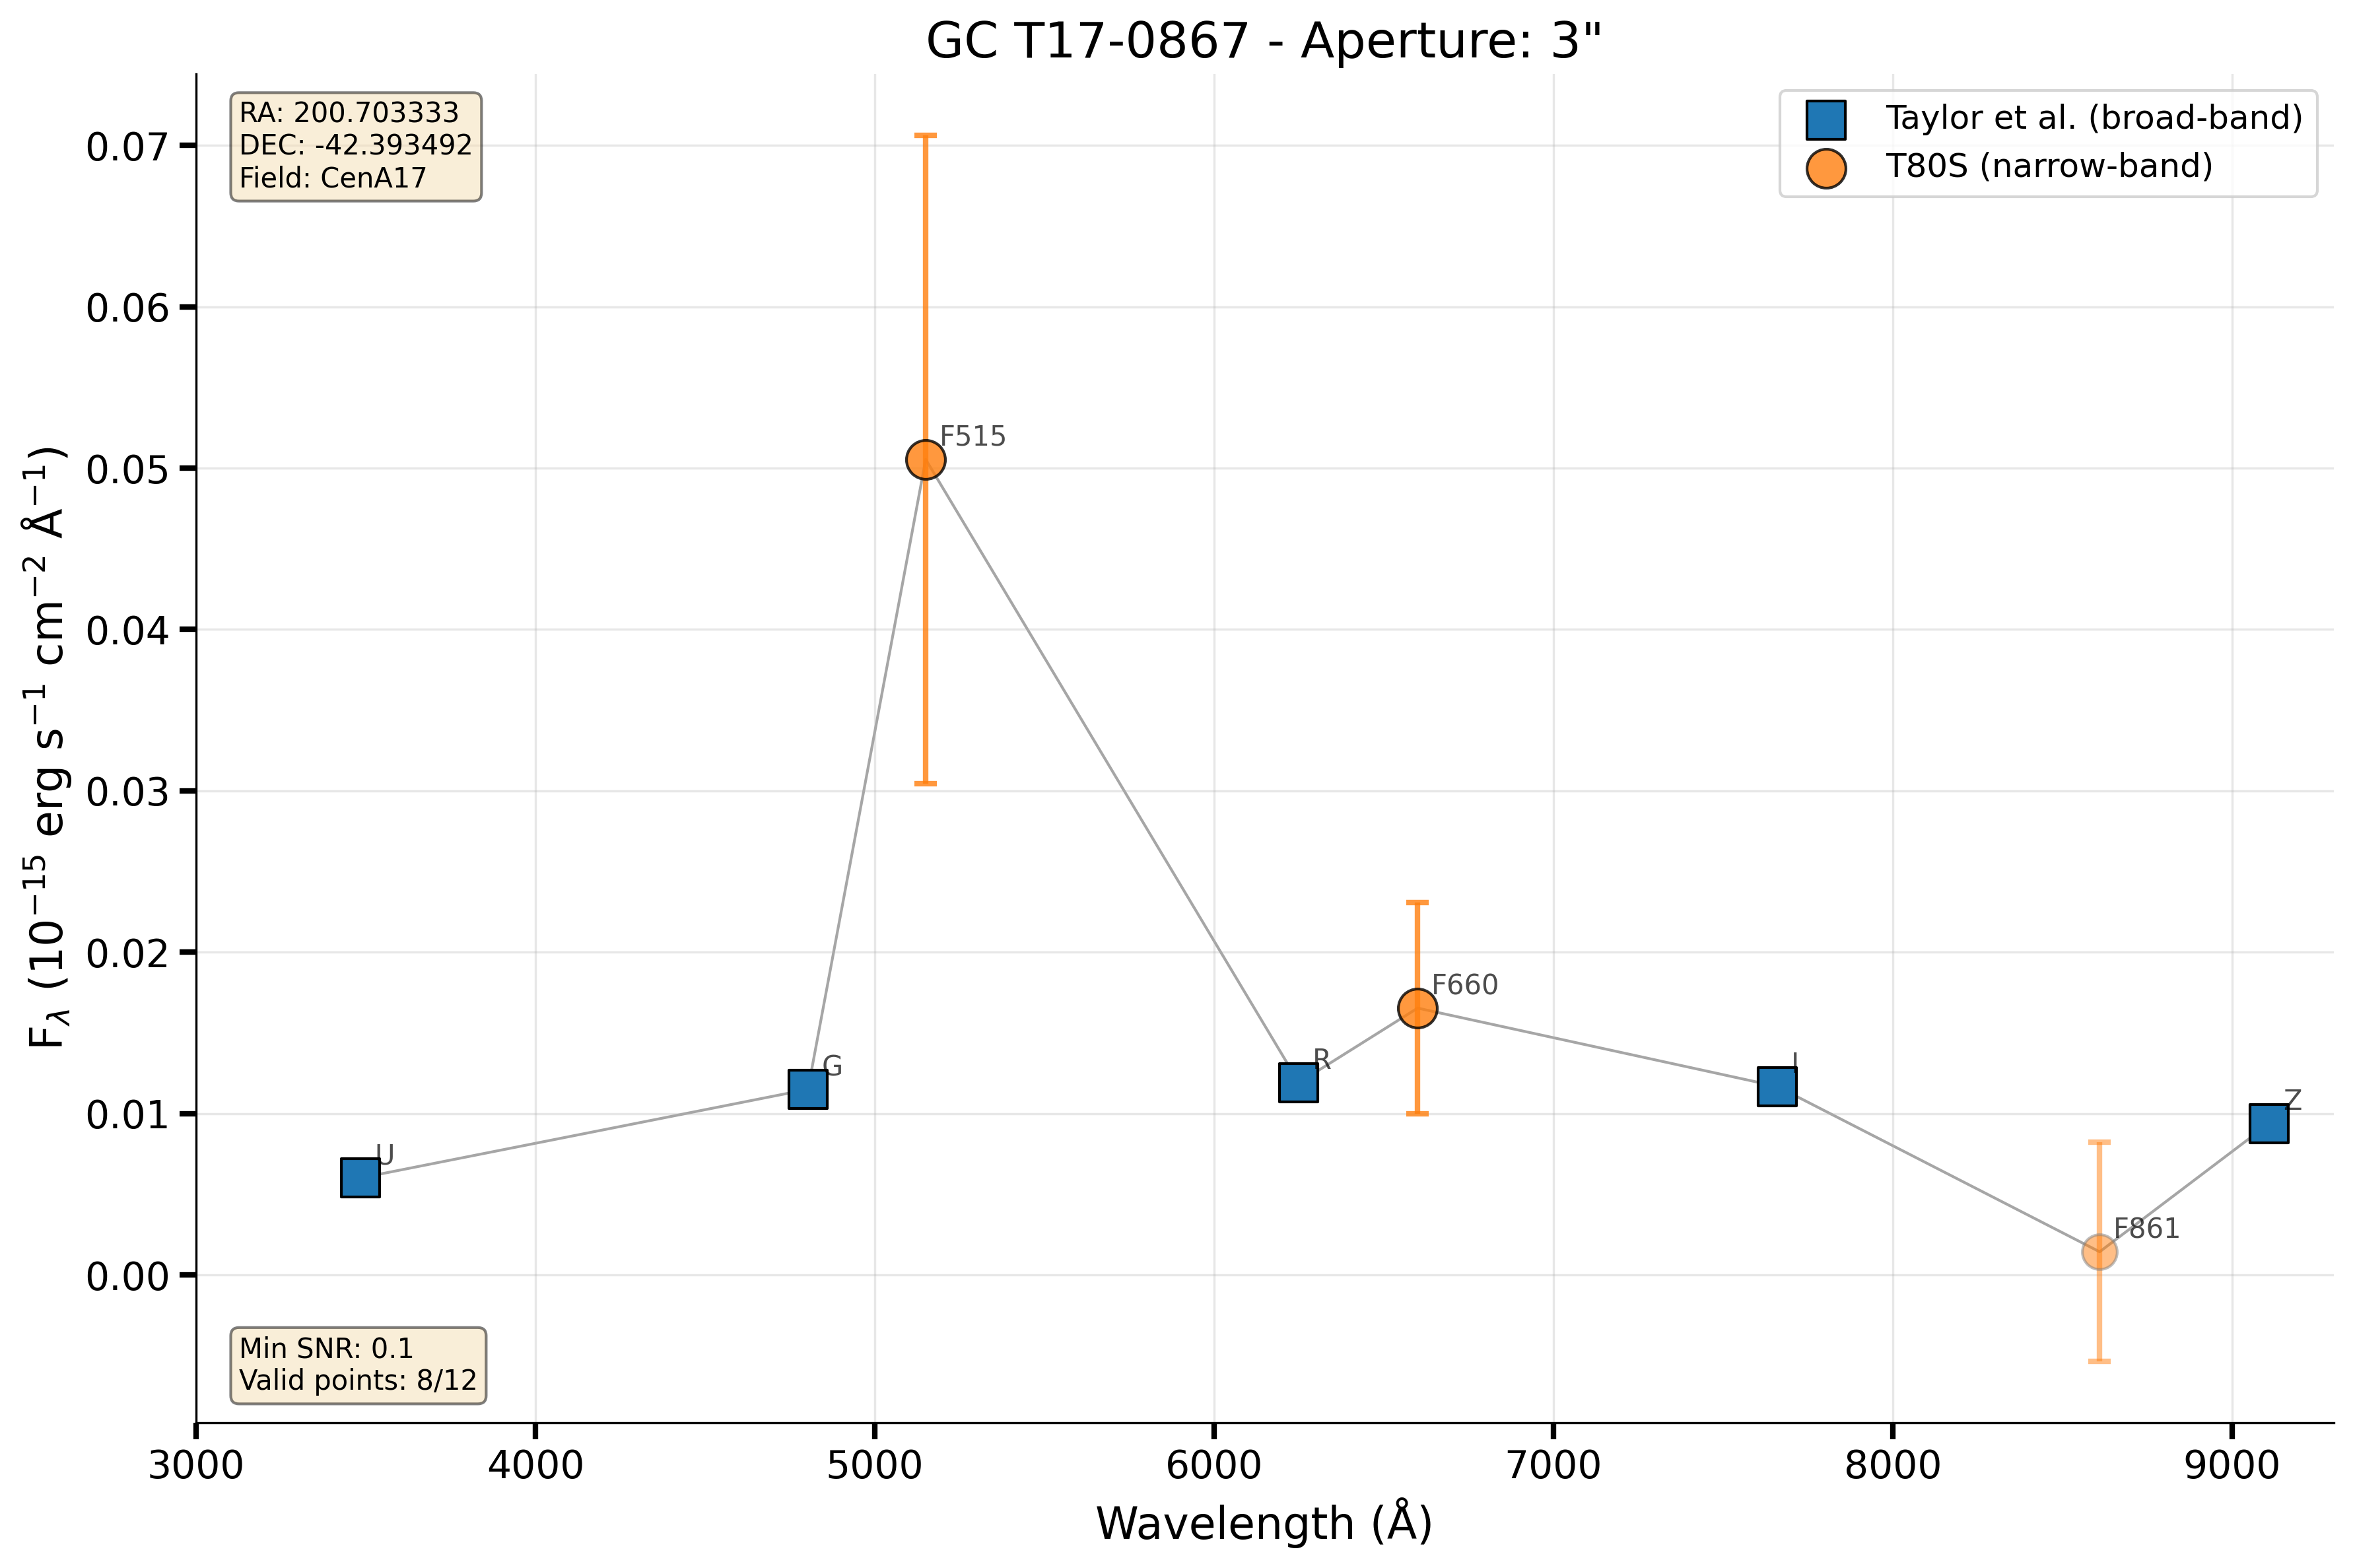 GC T17-0867 - Aperture: 3"
RA: 200.703333
DEC: -42.393492
Field: CenA17
Taylor et al. (broad-band)
T80S (narrow-band)
0.07
0.06
0.05
0.04
0.03
0.02
0.01
0.00
F$_λ$ (10$^{-15}$ erg s$^{-1}$ cm$^{-2}$ Å$^{-1}$)
F515
F660
G
R
I
Z
U
F861
Min SNR: 0.1
Valid points: 8/12
3000 4000 5000 6000 7000 8000 9000
Wavelength (Å)